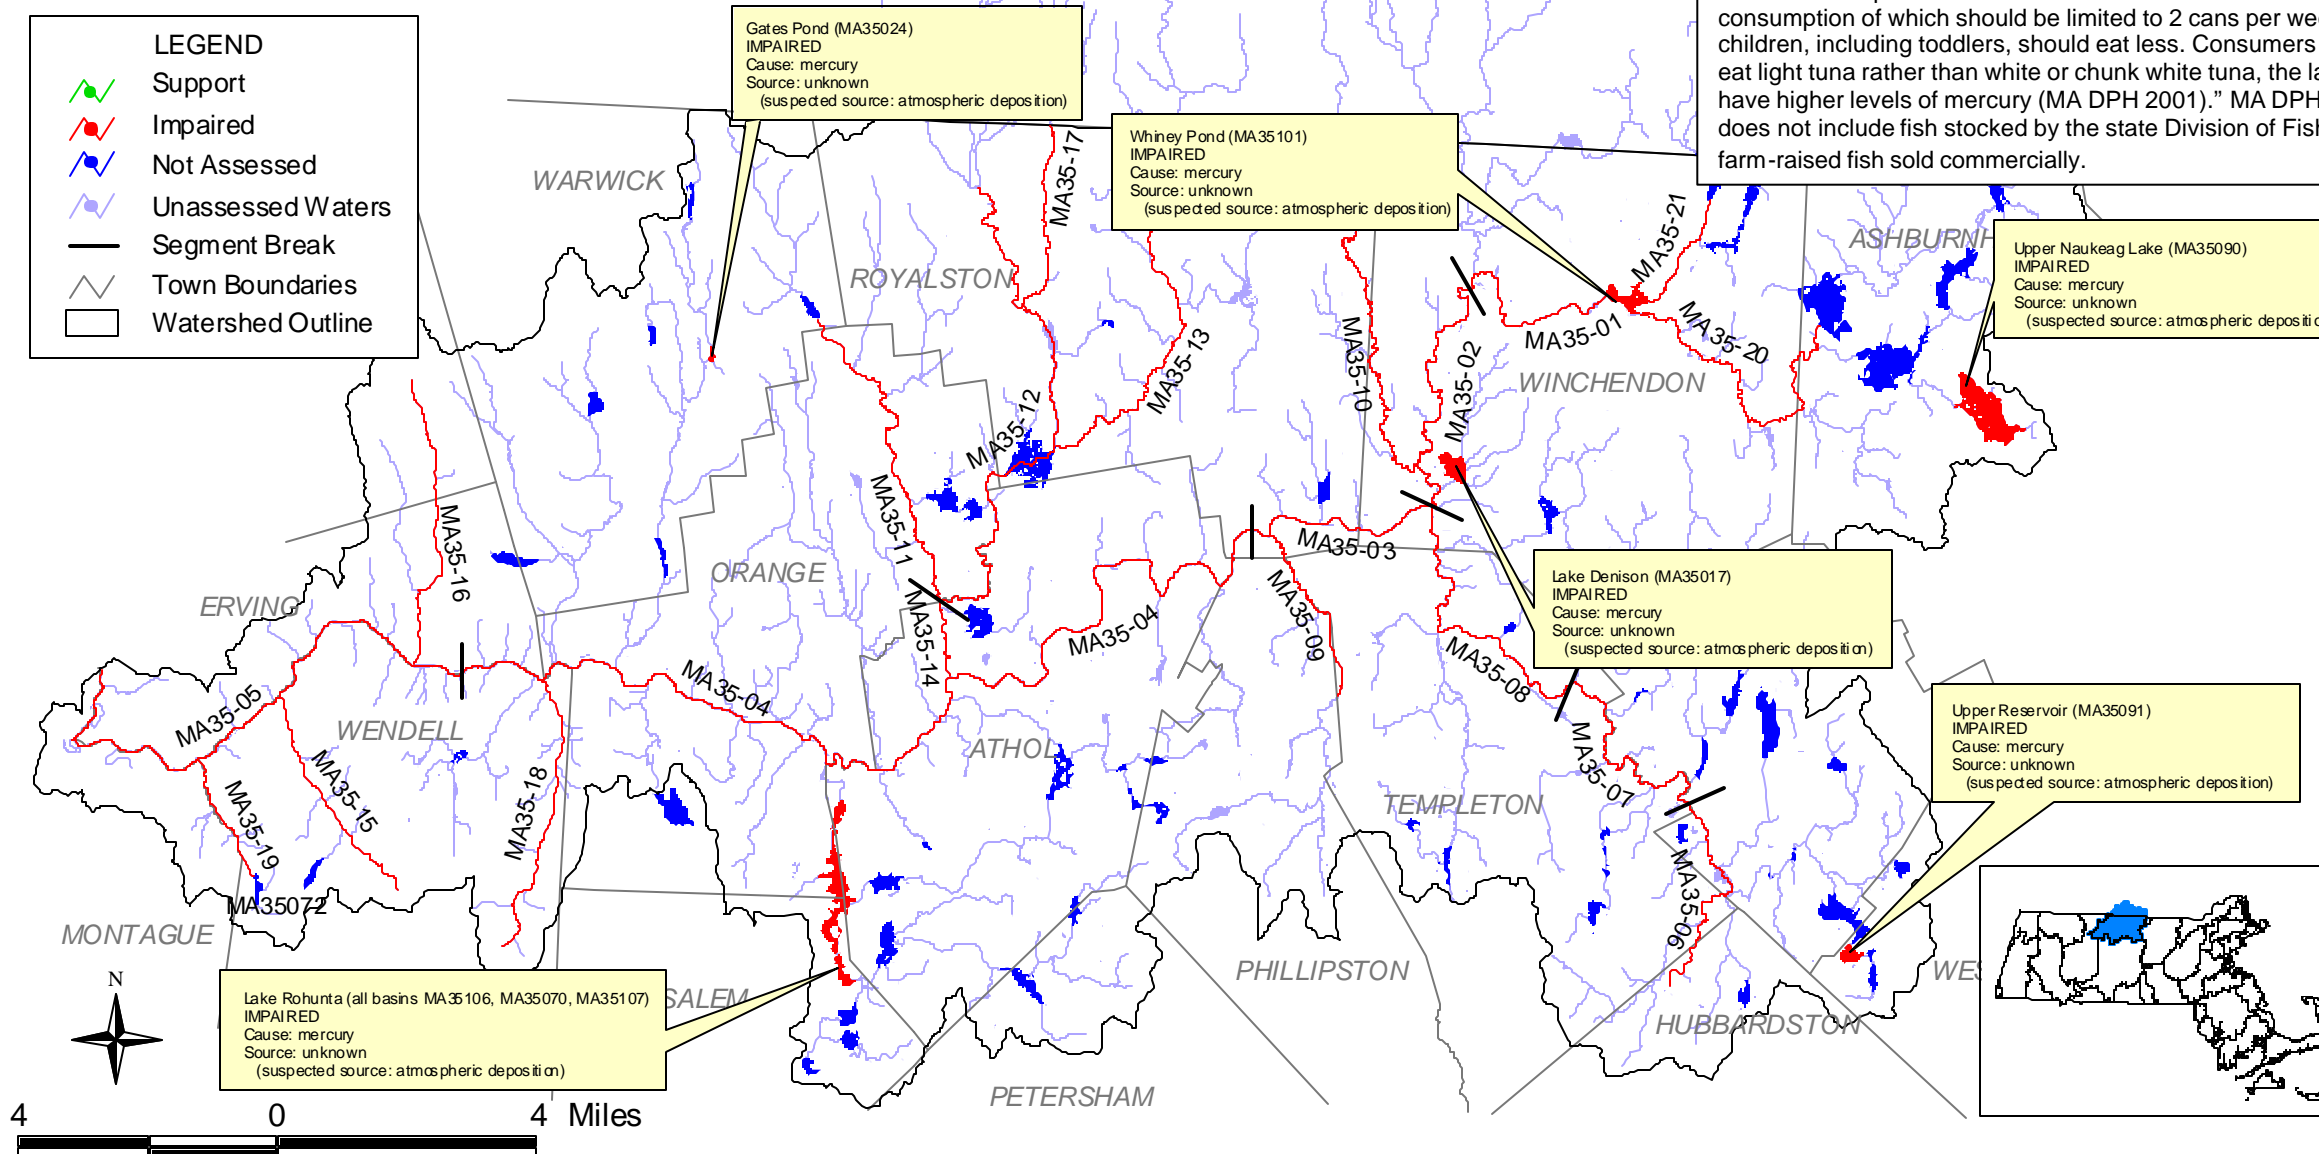 consumption of which should be limited to 2 cans per
children, including toddlers, should eat less. Consumers
eat light tuna rather than white or chunk white tuna, the
have higher levels of mercury (MA DPH 2001).” MA DPH
does not include fish stocked by the state Division of
farm-raised fish sold commercially.
LEGEND
Support
Impaired
Not Assessed
Unassessed Waters
Segment Break
Town Boundaries
Watershed Outline
Gates Pond (MA35024)
IMPAIRED
Cause: mercury
Source: unknown
(suspected source: atmospheric deposition)
Whiney Pond (MA35101)
IMPAIRED
Cause: mercury
Source: unknown
(suspected source: atmospheric deposition)
Upper Naukeag Lake (MA35090)
IMPAIRED
Cause: mercury
Source: unknown
(suspected source: atmospheric
Lake Denison (MA35017)
IMPAIRED
Cause: mercury
Source: unknown
(suspected source: atmospheric deposition)
Upper Reservoir (MA35091)
IMPAIRED
Cause: mercury
Source: unknown
(suspected source: atmospheric deposition)
Lake Rohunta (all basins MA35106, MA35070, MA35107)
IMPAIRED
Cause: mercury
Source: unknown
(suspected source: atmospheric deposition)
WARWICK
ROYALSTON
ASHBURNH
WINCHENDON
ORANGE
ERVING
WENDELL
ATHOL
TEMPLETON
MONTAGUE
SALEM
PHILLIPSTON
WES
HUBBARDSTON
PETERSHAM
MA35-17
MA35-21
MA35-01
MA35-20
MA35-13
MA35-10
MA35-02
MA35-12
MA35-11
MA35-16
MA35-03
MA35-14
MA35-04
MA35-09
MA35-08
MA35-04
MA35-05
MA35-07
MA35-15
MA35-18
MA35-19
MA35-06
MA35072
N
4 0 4 Miles